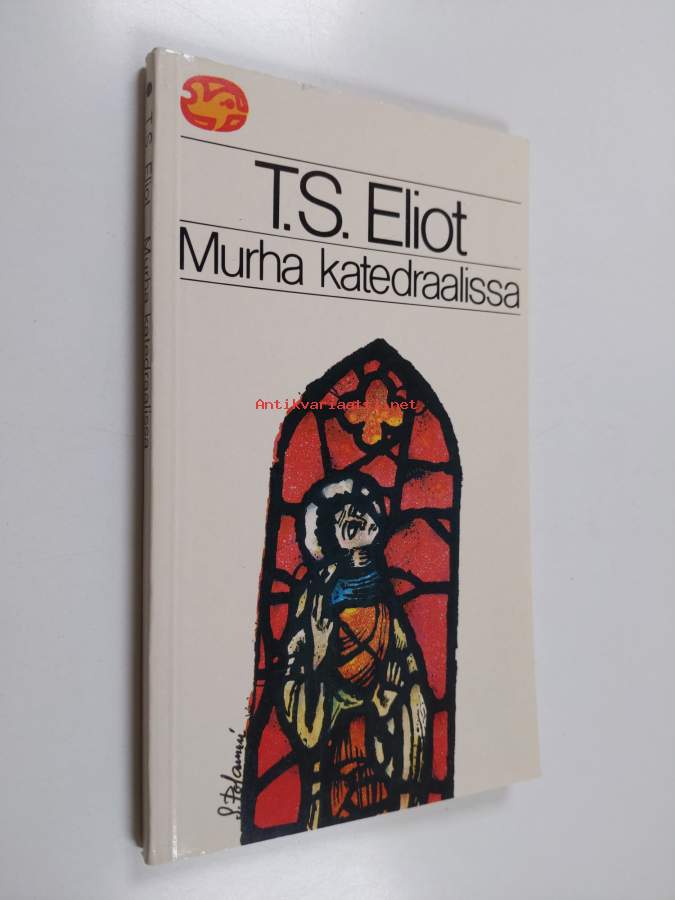 T.S. Eliot
Murha katedraalissa
Antikvariaatti.net
T.S. Eliot Murha katedraalissa